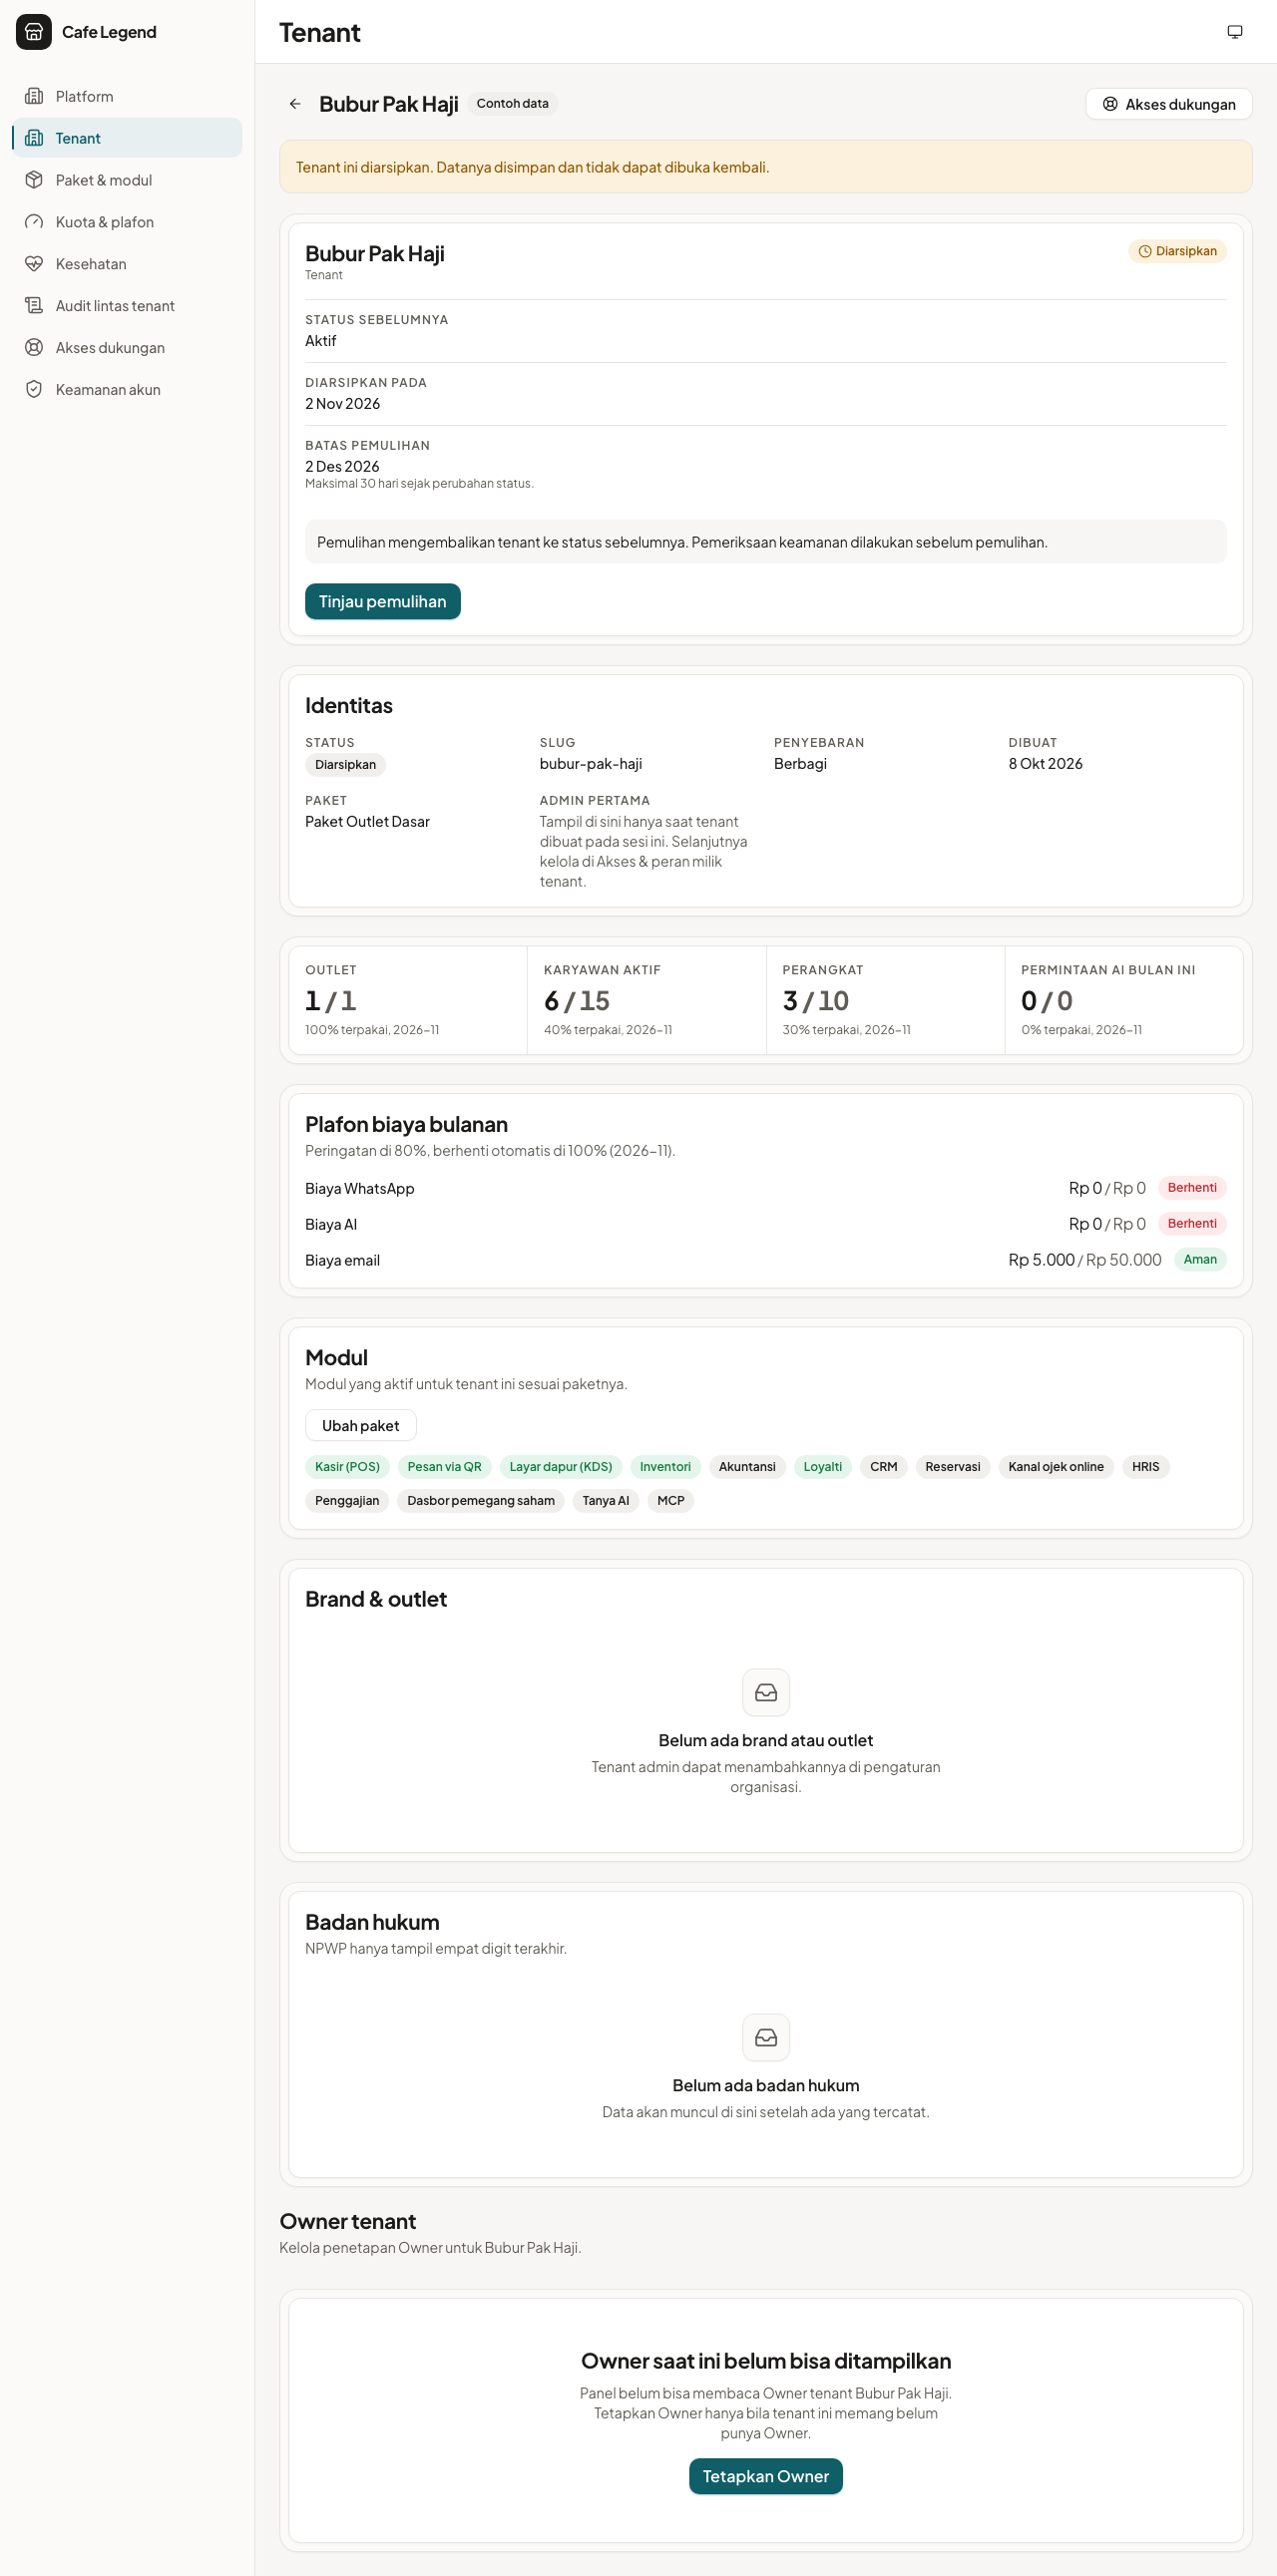 Cafe Legend
Platform
Tenant
Paket & modul
Kuota & plafon
Kesehatan
Audit lintas tenant
Akses dukungan
Keamanan akun
Tenant
Bubur Pak Haji
Contoh data
Akses dukungan
Tenant ini diarsipkan. Datanya disimpan dan tidak dapat dibuka kembali.
Bubur Pak Haji
Diarsipkan
Tenant
STATUS SEBELUMNYA
Aktif
DIARSIPKAN PADA
2 Nov 2026
BATAS PEMULIHAN
2 Des 2026
Maksimal 30 hari sejak perubahan status.
Pemulihan mengembalikan tenant ke status sebelumnya. Pemeriksaan keamanan dilakukan sebelum pemulihan.
Tinjau pemulihan
Identitas
STATUS
Diarsipkan
SLUG
bubur-pak-haji
PENYEBARAN
Berbagi
DIBUAT
8 Okt 2026
PAKET
Paket Outlet Dasar
ADMIN PERTAMA
Tampil di sini hanya saat tenant
dibuat pada sesi ini. Selanjutnya
kelola di Akses & peran milik
tenant.
OUTLET
1 / 1
100% terpakai, 2026-11
KARYAWAN AKTIF
6 / 15
40% terpakai, 2026-11
PERANGKAT
3 / 10
30% terpakai, 2026-11
PERMINTAAN AI BULAN INI
0 / 0
0% terpakai, 2026-11
Plafon biaya bulanan
Peringatan di 80%, berhenti otomatis di 100% (2026-11).
Biaya WhatsApp Rp 0 / Rp 0 Berhenti
Biaya AI Rp 0 / Rp 0 Berhenti
Biaya email Rp 5.000 / Rp 50.000 Aman
Modul
Modul yang aktif untuk tenant ini sesuai paketnya.
Ubah paket
Kasir (POS) Pesan via QR Layar dapur (KDS) Inventori Akuntansi Loyalti CRM Reservasi Kanal ojek online HRIS
Penggajian Dasbor pemegang saham Tanya AI MCP
Brand & outlet
Belum ada brand atau outlet
Tenant admin dapat menambahkannya di pengaturan
organisasi.
Badan hukum
NPWP hanya tampil empat digit terakhir.
Belum ada badan hukum
Data akan muncul di sini setelah ada yang tercatat.
Owner tenant
Kelola penetapan Owner untuk Bubur Pak Haji.
Owner saat ini belum bisa ditampilkan
Panel belum bisa membaca Owner tenant Bubur Pak Haji.
Tetapkan Owner hanya bila tenant ini memang belum
punya Owner.
Tetapkan Owner